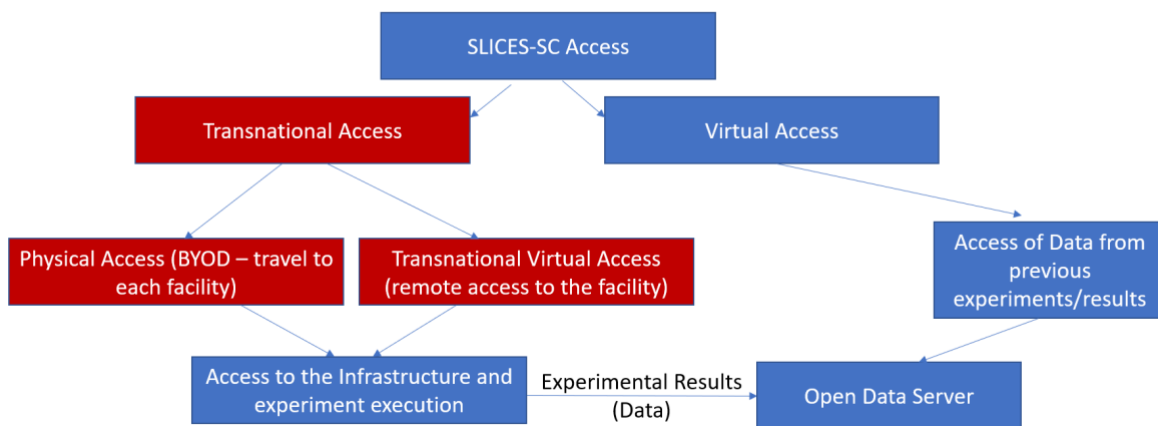 SLICES-SC Access
Transnational Access
Virtual Access
Physical Access (BYOD – travel to
each facility)
Transnational Virtual Access
(remote access to the facility)
Access of Data from
previous
experiments/results
Access to the Infrastructure and
experiment execution
Experimental Results
(Data)
Open Data Server